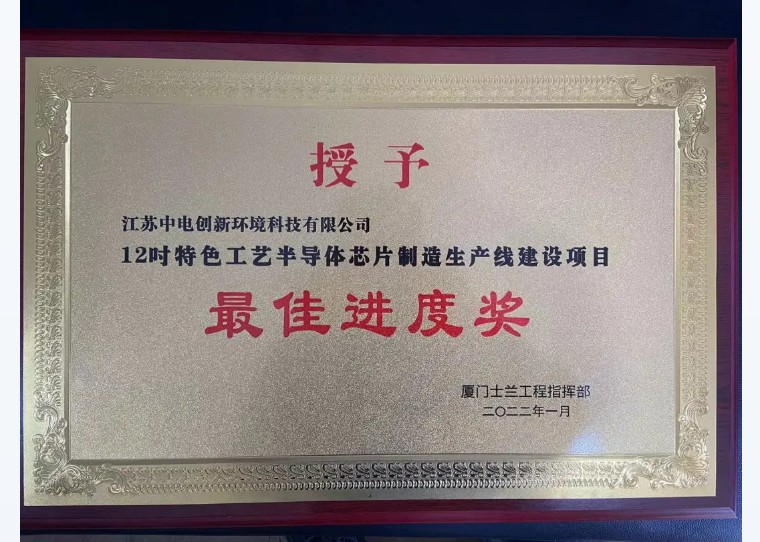 授予
江苏中电创新环境科技有限公司
12吋特色工艺半导体芯片制造生产线建设项目
最佳进度奖
厦门士兰工程指挥部
二〇二二年一月